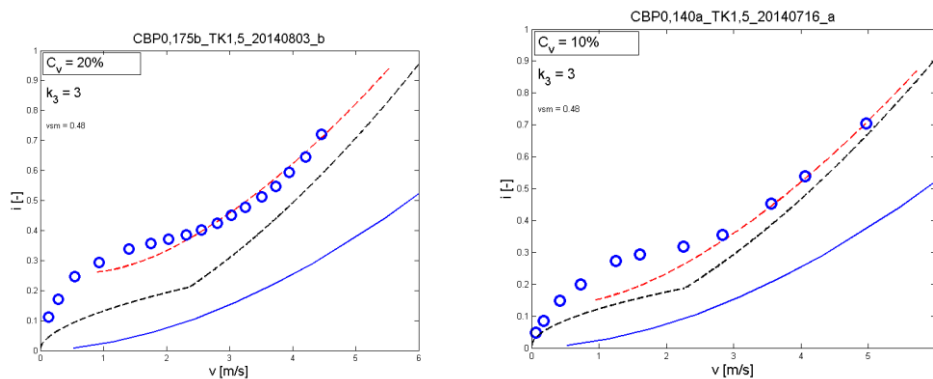 CBP0,175b_TK1,5_20140803_b
C_v = 20%
k_3 = 3
vsm = 0.48
i [-]
1
0.9
0.8
0.7
0.6
0.5
0.4
0.3
0.2
0.1
0
0 1 2 3 4 5 6
v [m/s]
CBP0,140a_TK1,5_20140716_a
C_v = 10%
k_3 = 3
vsm = 0.48
i [-]
1
0.9
0.8
0.7
0.6
0.5
0.4
0.3
0.2
0.1
0
0 1 2 3 4 5
v [m/s]